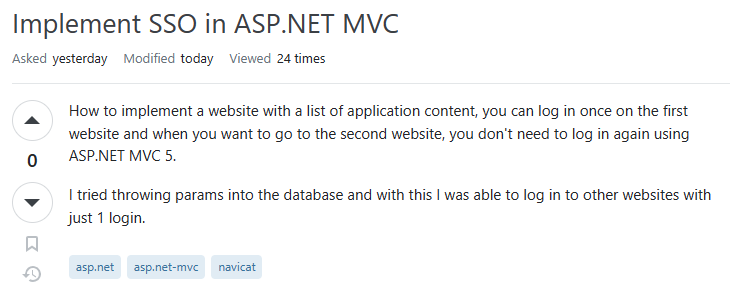 Implement SSO in ASP.NET MVC
Asked yesterday Modified today Viewed 24 times
How to implement a website with a list of application content, you can log in once on the first
website and when you want to go to the second website, you don't need to log in again using
0
ASP.NET MVC 5.
I tried throwing params into the database and with this I was able to log in to other websites with
just 1 login.
asp.net asp.net-mvc navicat